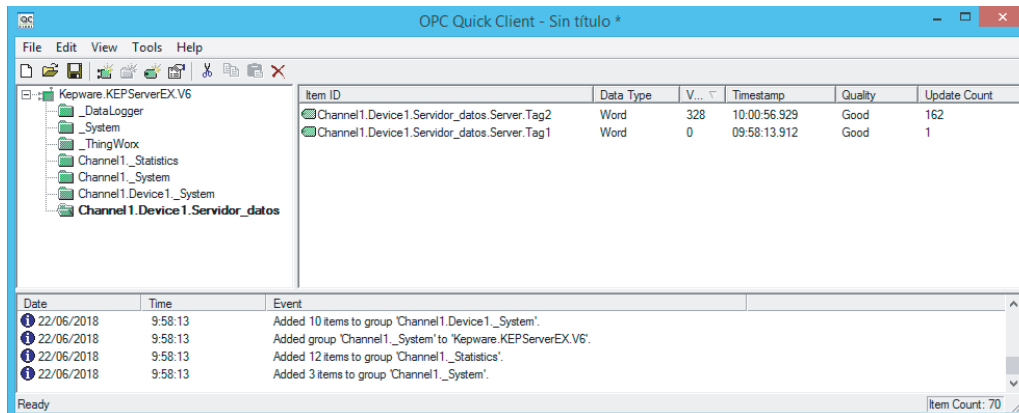 OPC Quick Client - Sin título *
File Edit View Tools Help
Kepware.KEPServerEX.V6
_DataLogger
_System
_ThingWorx
Channel1._Statistics
Channel1._System
Channel1.Device1._System
Channel1.Device1.Servidor_datos
Item ID Data Type V... Timestamp Quality Update Count
Channel1.Device1.Servidor_datos.Server.Tag2 Word 328 10:00:56.929 Good 162
Channel1.Device1.Servidor_datos.Server.Tag1 Word 0 09:58:13.912 Good 1
Date Time Event
22/06/2018 9:58:13 Added 10 items to group 'Channel1.Device1._System'.
22/06/2018 9:58:13 Added group 'Channel1._System' to 'Kepware.KEPServerEX.V6'.
22/06/2018 9:58:13 Added 12 items to group 'Channel1._Statistics'.
22/06/2018 9:58:13 Added 3 items to group 'Channel1._System'.
Ready Item Count: 70